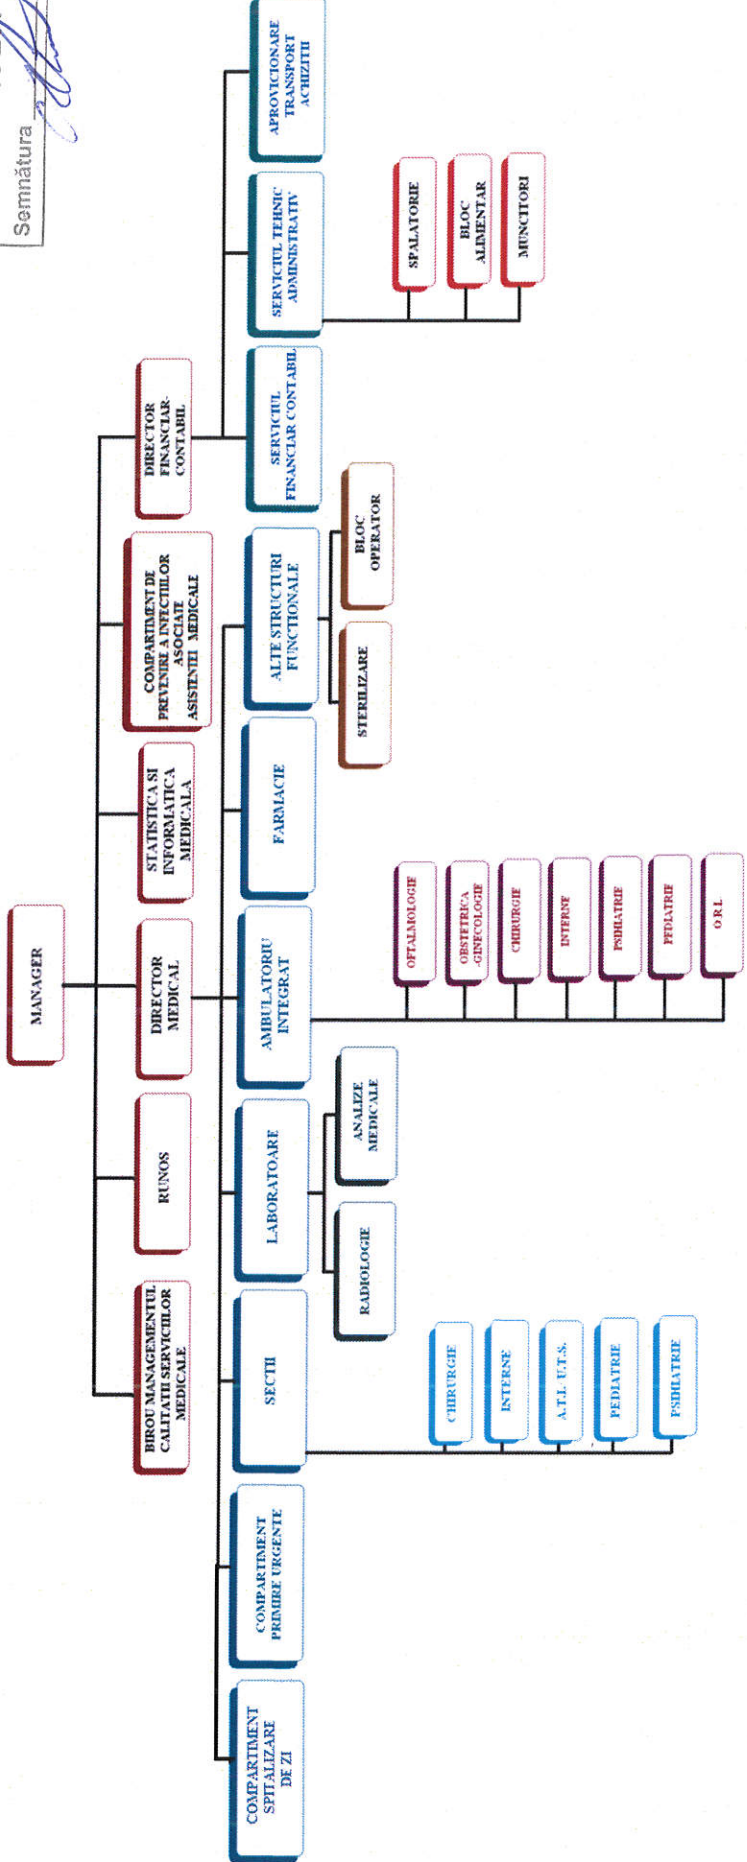 Semnătura
MANAGER
BIROU MANAGEMENTUL
CALITATII SERVICIILOR
MEDICALE
RUNOS
DIRECTOR
MEDICAL
STATISTICA SI
INFORMATICA
MEDICALA
COMPARTIMENT DE
PREVENIRE A INFECTIILOR
ASOCIATE
ASISTENTEI MEDICALE
DIRECTOR
FINANCIAR-
CONTABIL
COMPARTIMENT
SPITALIZARE
DE ZI
COMPARTIMENT
PRIMIRE URGENTE
SECTII
LABORATOARE
AMBULATORIU
INTEGRAT
FARMACIE
ALTE STRUCTURI
FUNCTIONALE
SERVICIUL
FINANCIAR CONTABIL
SERVICIUL TEHNIC
ADMINISTRATIV
APROVICIONARE
TRANSPORT
ACHIZITII
CHIRURGIE
INTERNE
A.T.I. U.T.S.
PEDIATRIE
PSIHIATRIE
RADIOLOGIE
ANALIZE
MEDICALE
OFTALMOLOGIE
OBSTETRICA
-GINECOLOGIE
CHIRURGIE
INTERNE
PSIHIATRIE
PEDIATRIE
O R L
STERILIZARE
BLOC
OPERATOR
SPALATORIE
BLOC
ALIMENTAR
MUNCITORI